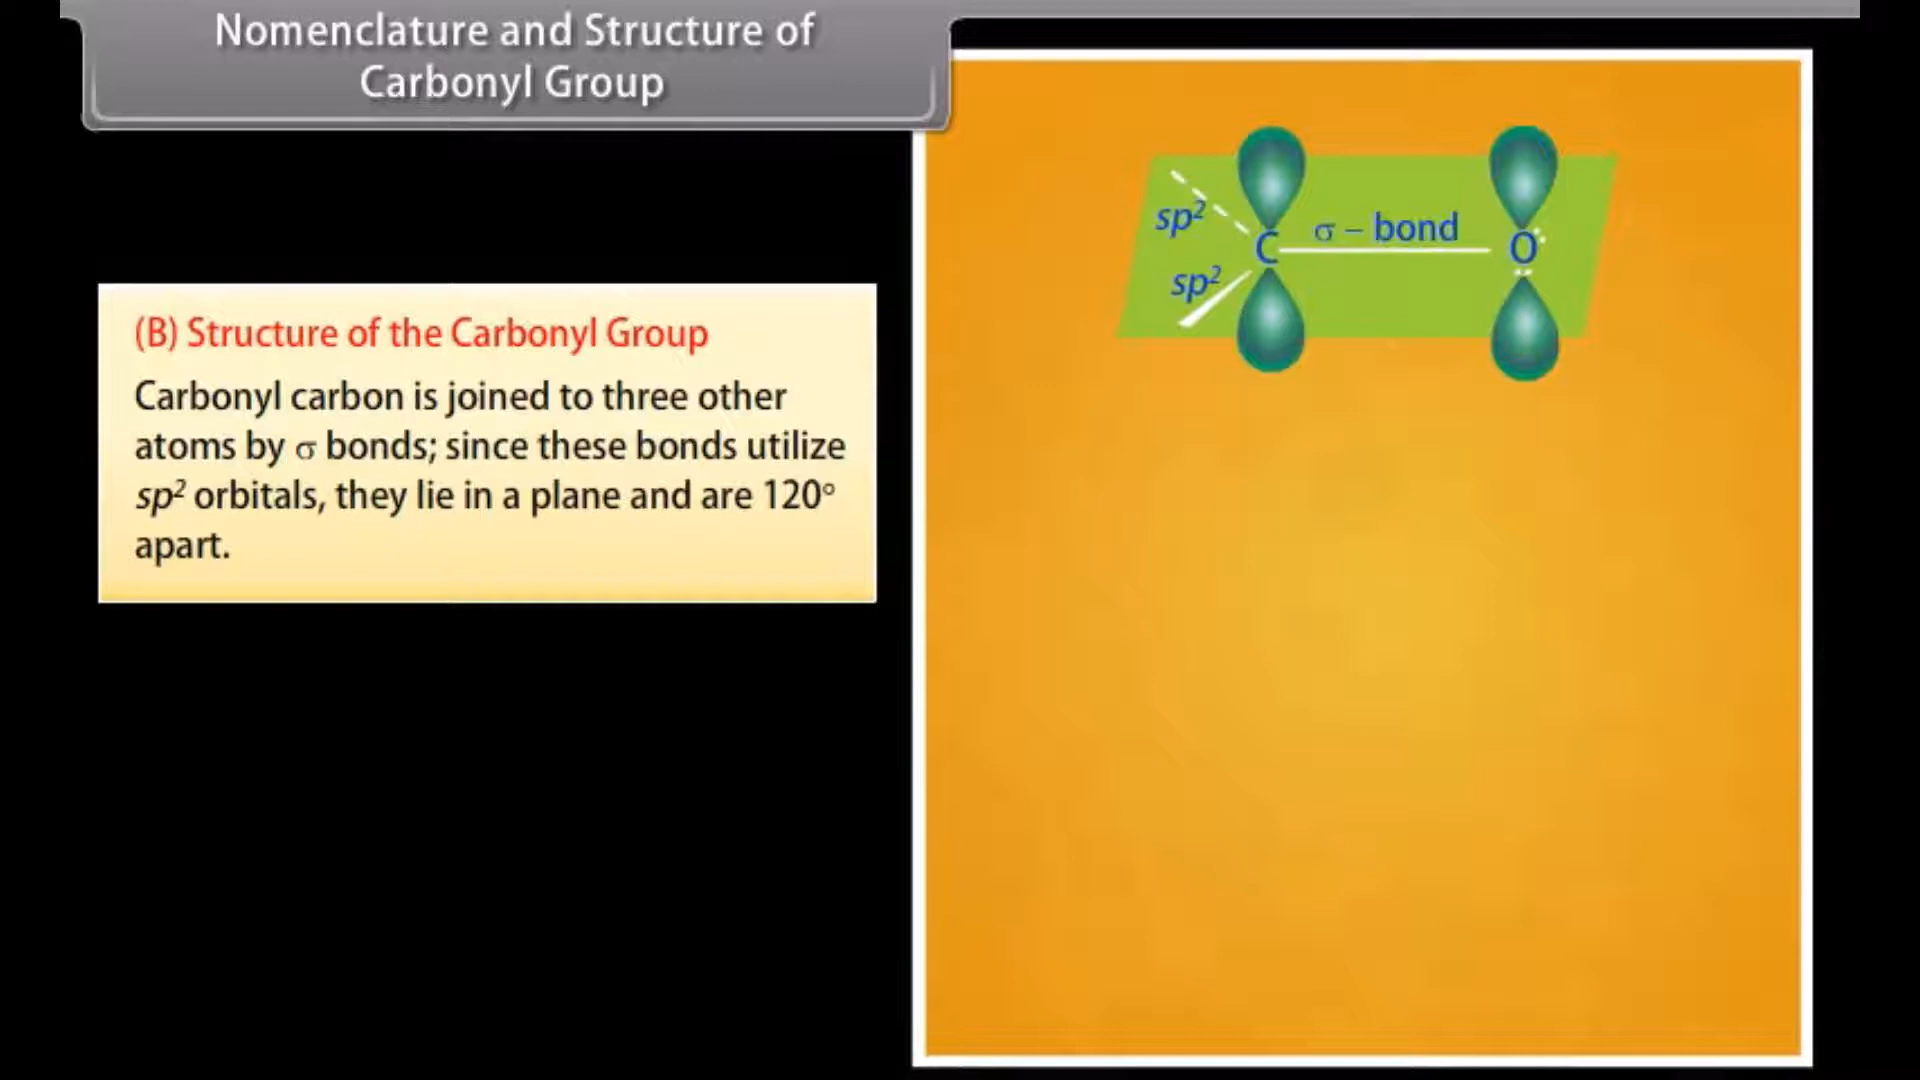 Nomenclature and Structure of
Carbonyl Group
(B) Structure of the Carbonyl Group
Carbonyl carbon is joined to three other
atoms by σ bonds; since these bonds utilize
sp² orbitals, they lie in a plane and are 120°
apart.
sp²
σ – bond
C
O
sp²